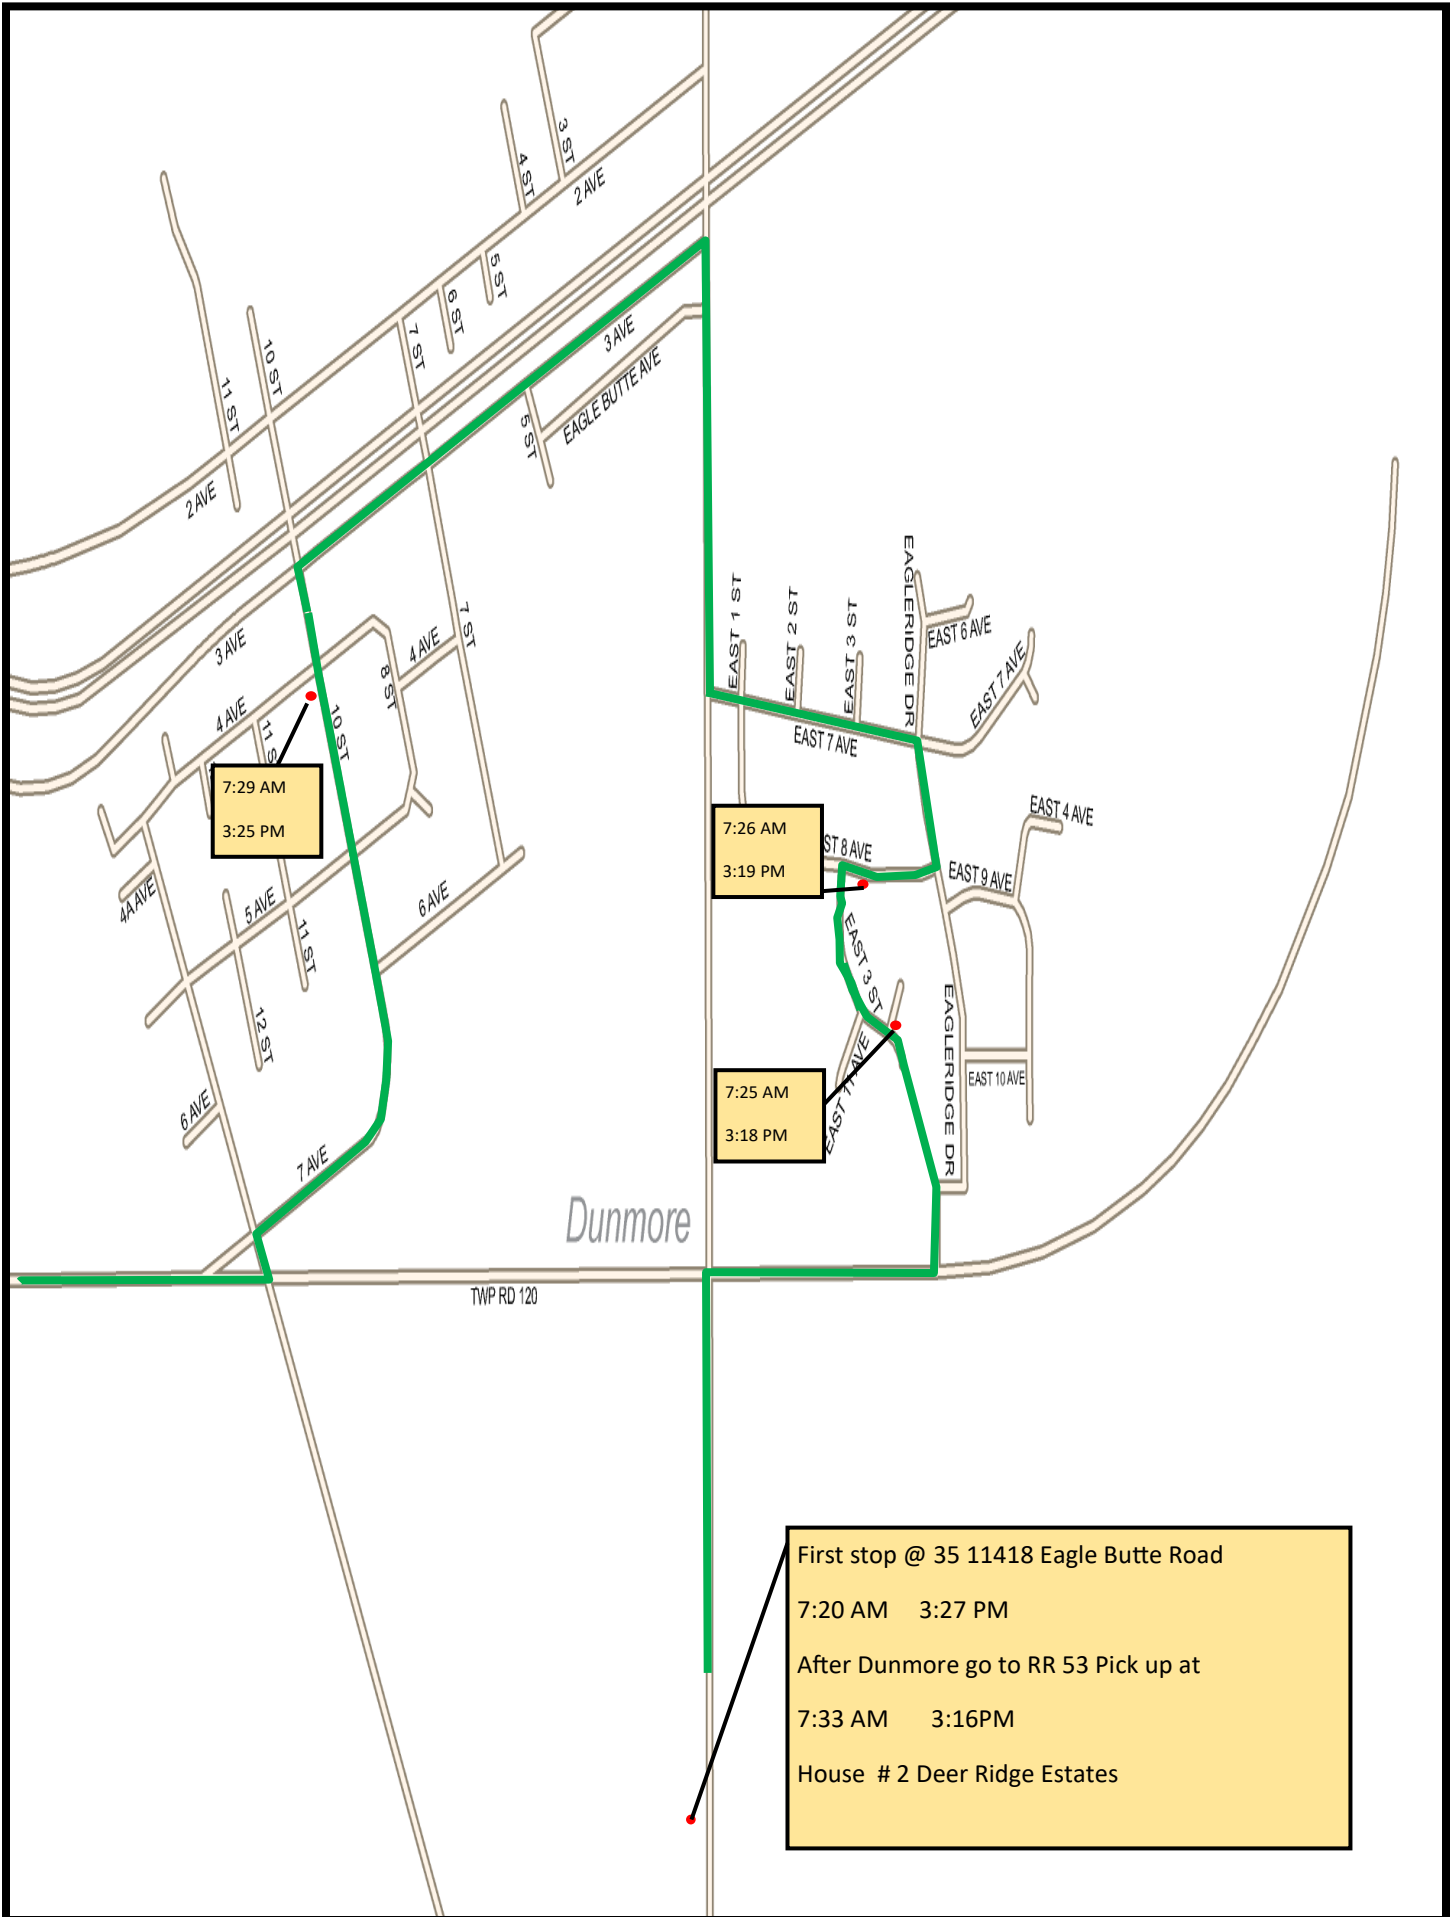 3 ST
4 ST
2 AVE
5 ST
6 ST
7 ST
3 AVE
10 ST
EAGLE BUTTE AVE
11 ST
5 ST
2 AVE
EAGLERIDGE DR
EAST 1 ST
EAST 2 ST
EAST 3 ST
EAST 6 AVE
7 ST
4 AVE
3 AVE
EAST 7 AVE
8 ST
4 AVE
10 ST
11 S
EAST 7 AVE
7:29 AM
3:25 PM
7:26 AM
3:19 PM
EAST 4 AVE
ST 8 AVE
EAST 9 AVE
4A AVE
5 AVE
6 AVE
11 ST
EAST 3 ST
12 ST
EAGLERIDGE DR
EAST 10 AVE
EAST 11 AVE
7:25 AM
3:18 PM
6 AVE
7 AVE
Dunmore
TWP RD 120
First stop @ 35 11418 Eagle Butte Road
7:20 AM 3:27 PM
After Dunmore go to RR 53 Pick up at
7:33 AM 3:16PM
House # 2 Deer Ridge Estates